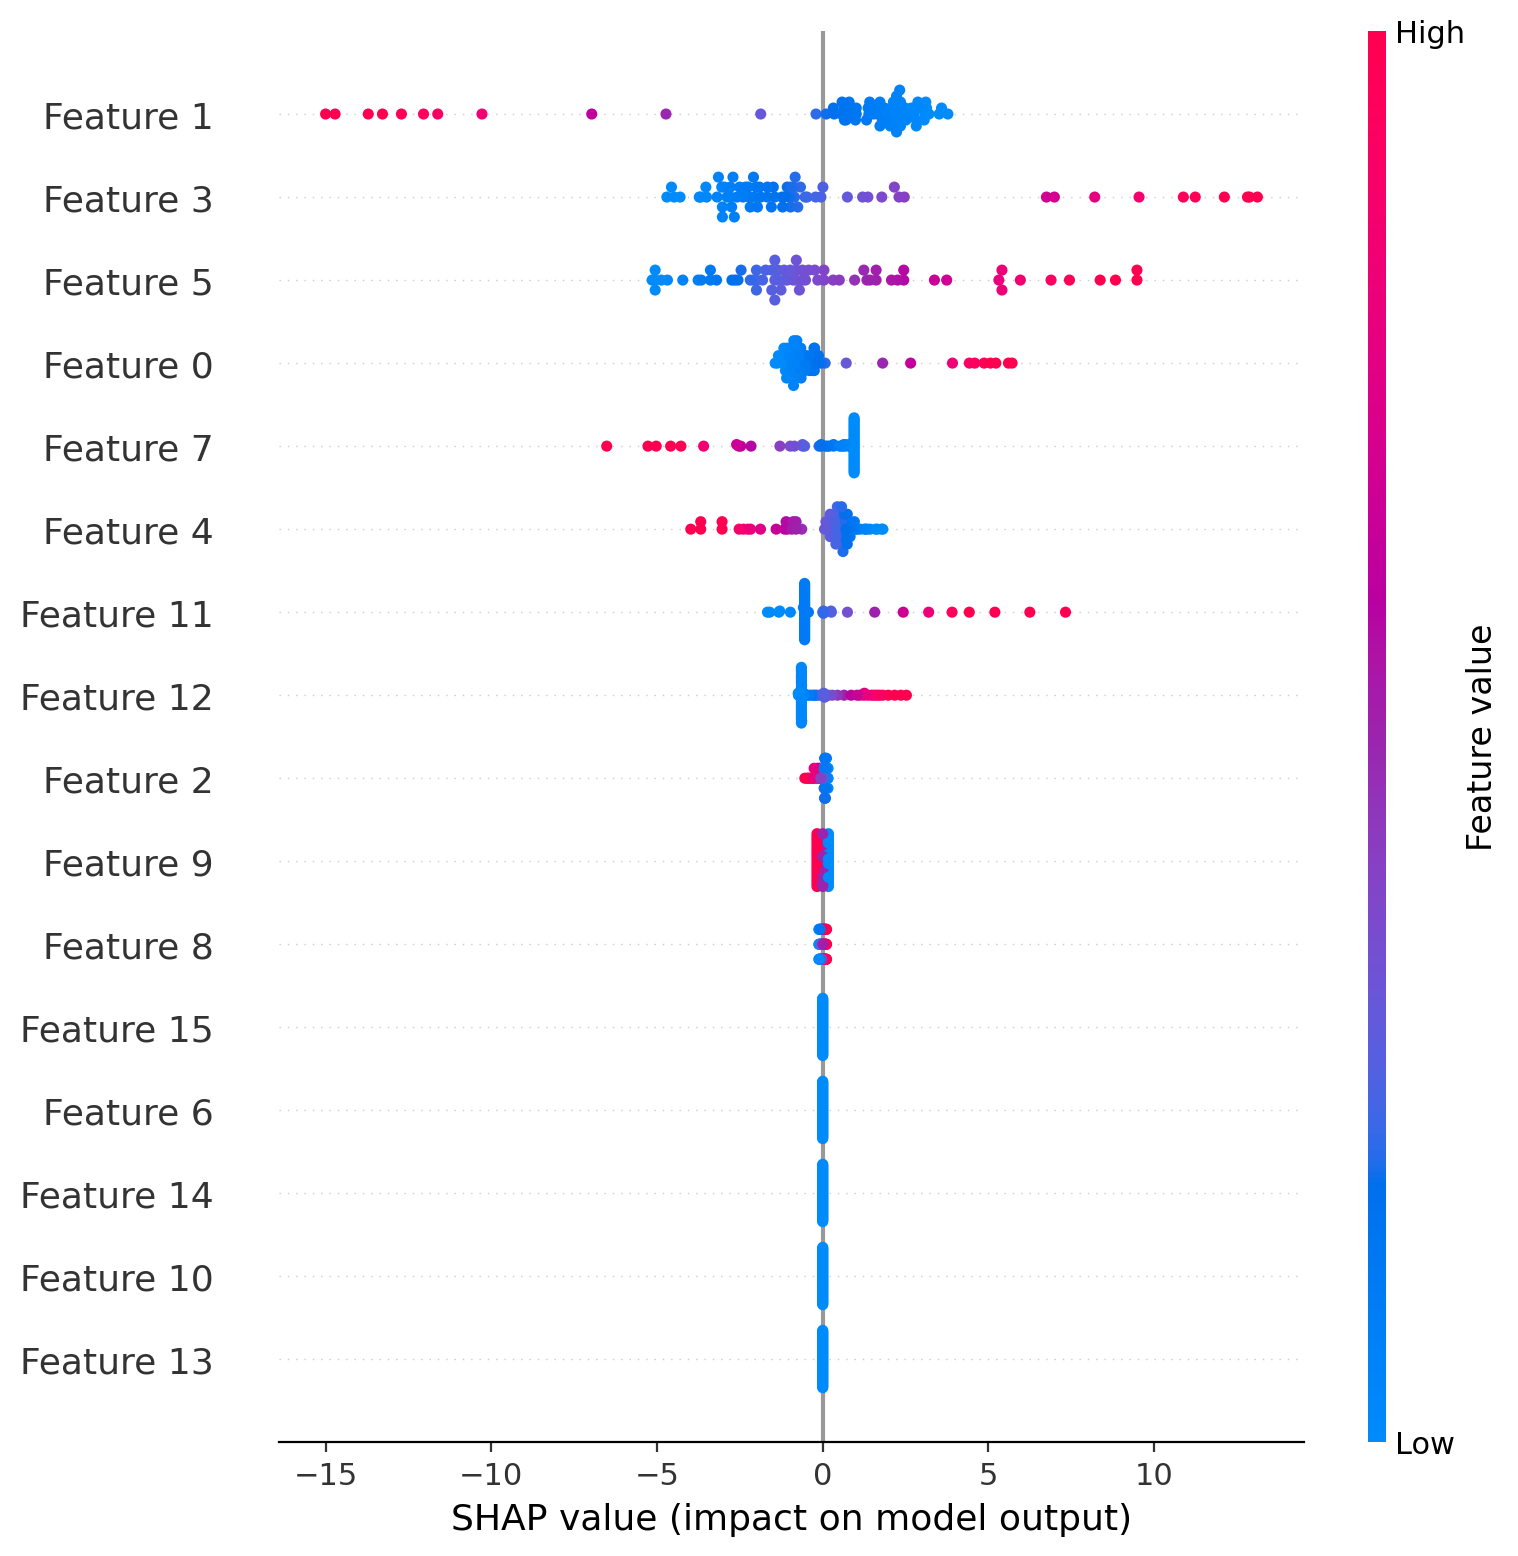 High
Feature 1
Feature 3
Feature 5
Feature 0
Feature 7
Feature 4
Feature 11
Feature 12
Feature 2
Feature 9
Feature 8
Feature 15
Feature 6
Feature 14
Feature 10
Feature 13
Feature value
Low
−15 −10 −5 0 5 10
SHAP value (impact on model output)